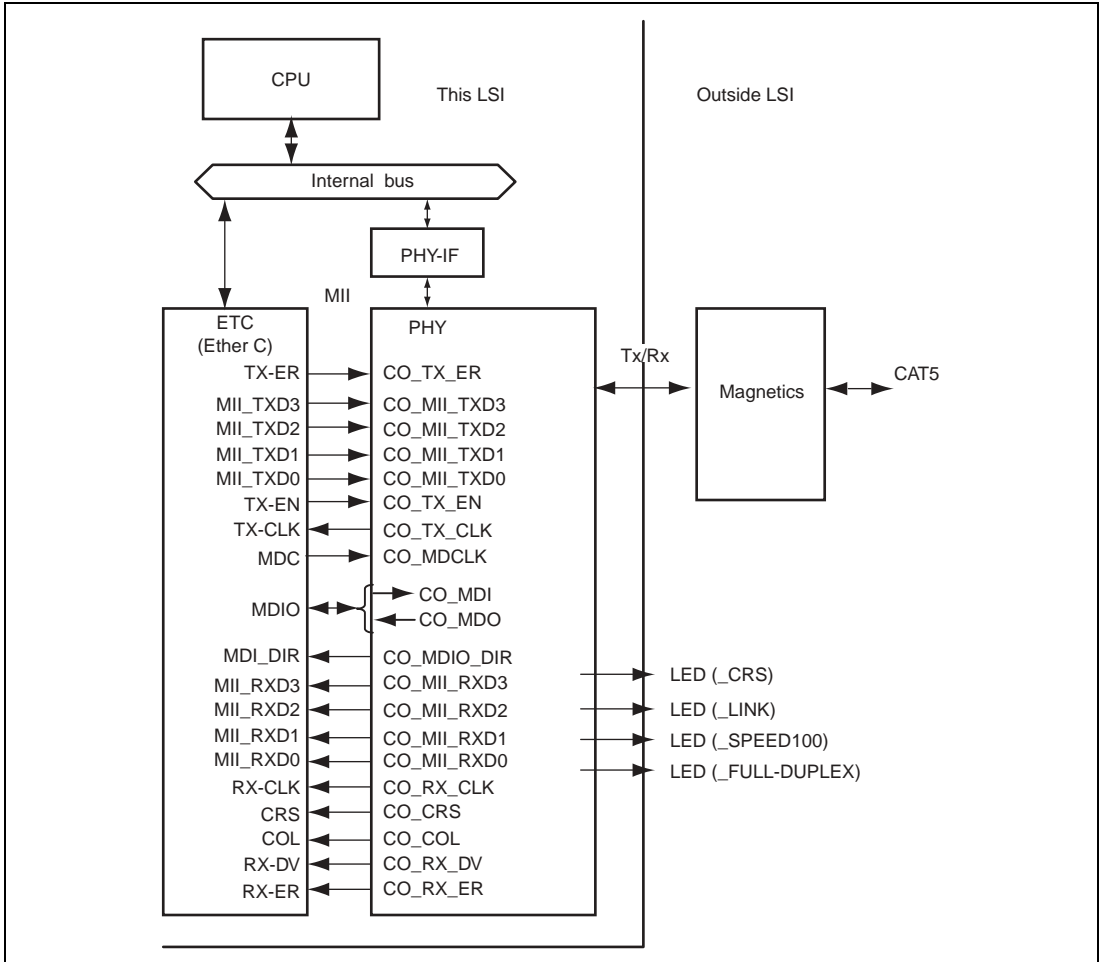 CPU
This LSI
Outside LSI
Internal bus
PHY-IF
MII
ETC
(Ether C)
PHY
Tx/Rx
Magnetics
CAT5
TX-ER CO_TX_ER
MII_TXD3 CO_MII_TXD3
MII_TXD2 CO_MII_TXD2
MII_TXD1 CO_MII_TXD1
MII_TXD0 CO_MII_TXD0
TX-EN CO_TX_EN
TX-CLK CO_TX_CLK
MDC CO_MDCLK
MDIO
CO_MDI
CO_MDO
MDI_DIR CO_MDIO_DIR
MII_RXD3 CO_MII_RXD3
MII_RXD2 CO_MII_RXD2
MII_RXD1 CO_MII_RXD1
MII_RXD0 CO_MII_RXD0
RX-CLK CO_RX_CLK
CRS CO_CRS
COL CO_COL
RX-DV CO_RX_DV
RX-ER CO_RX_ER
LED (_CRS)
LED (_LINK)
LED (_SPEED100)
LED (_FULL-DUPLEX)